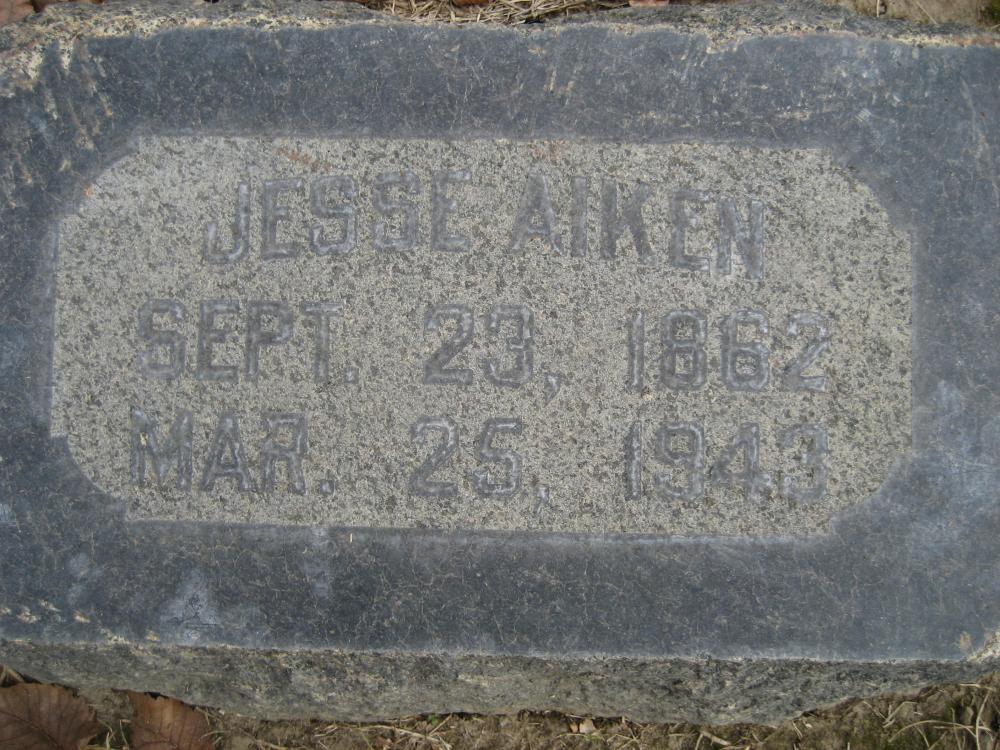 JESSE AIKEN
SEPT. 23, 1862
MAR. 25, 1943